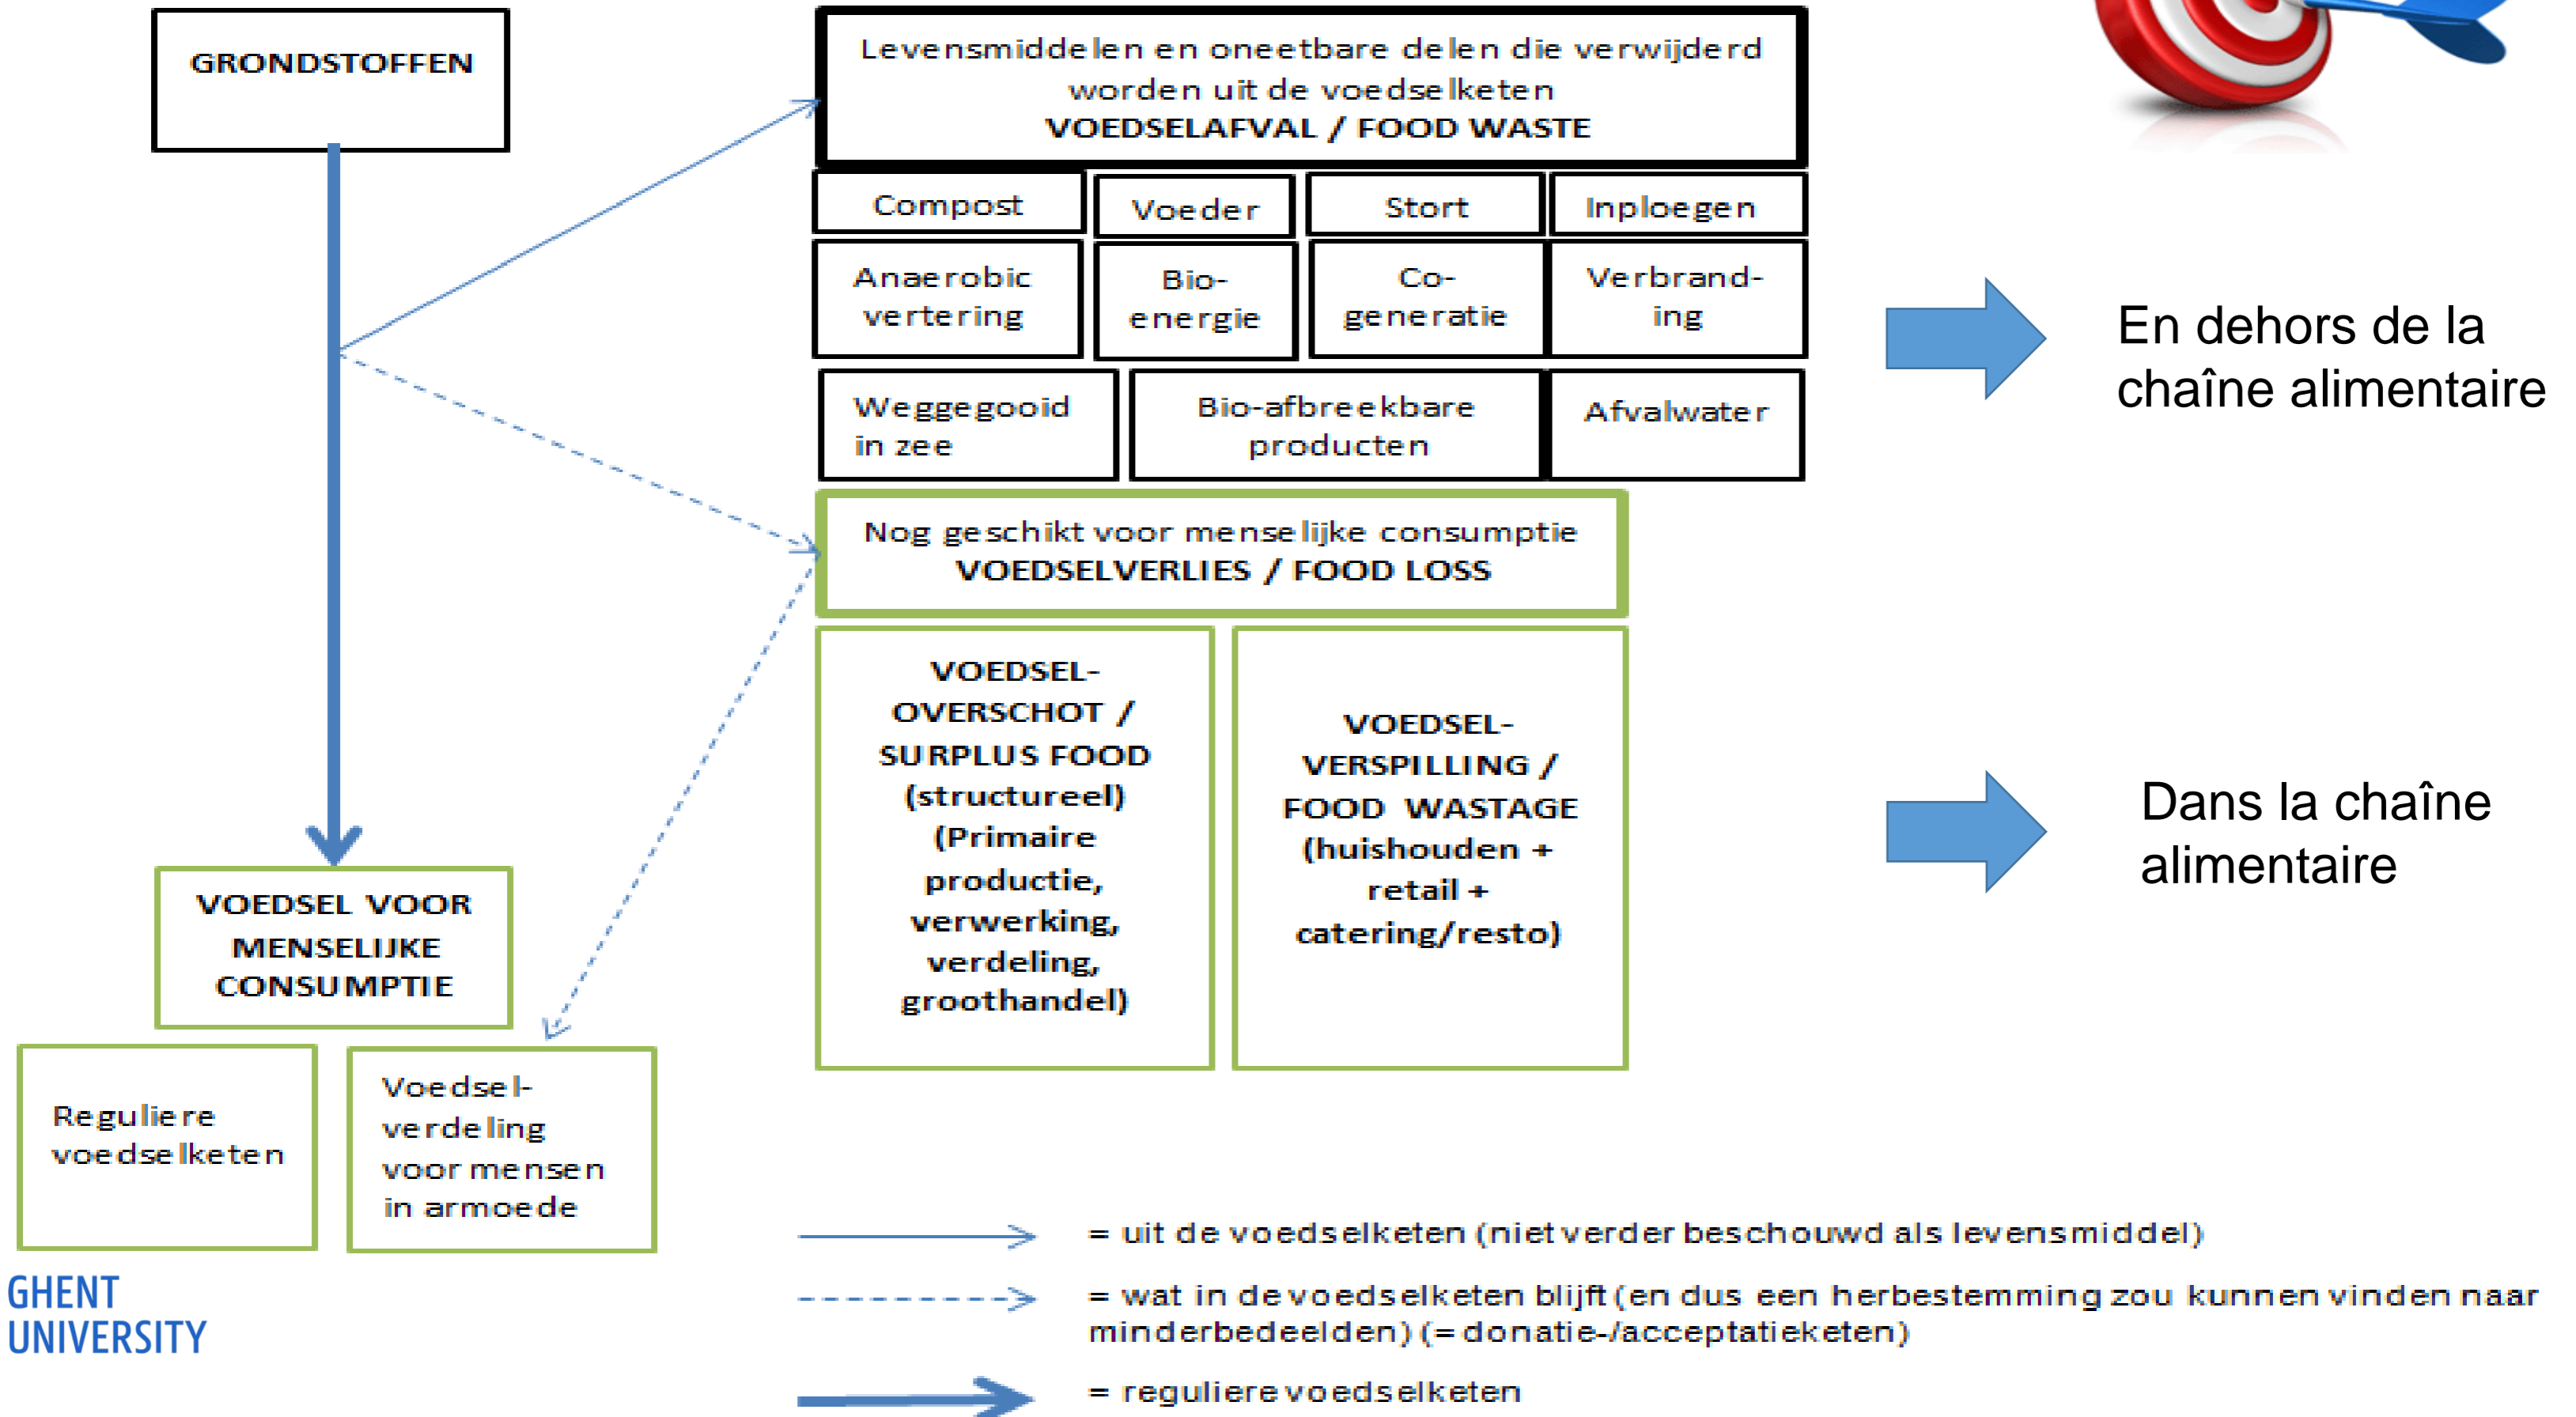 GRONDSTOFFEN
Levensmiddelen en oneetbare delen die verwijderd
worden uit de voedselketen
VOEDSELAFVAL / FOOD WASTE
Compost
Voeder
Stort
Inploegen
Anaerobic
vertering
Bio-
energie
Co-
generatie
Verbrand-
ing
Weggegooid
in zee
Bio-afbreekbare
producten
Afvalwater
En dehors de la
chaîne alimentaire
Nog geschikt voor menselijke consumptie
VOEDSELVERLIES / FOOD LOSS
VOEDSEL-
OVERSCHOT /
SURPLUS FOOD
(structureel)
(Primaire
productie,
verwerking,
verdeling,
groothandel)
VOEDSEL-
VERSPILLING /
FOOD WASTAGE
(huishouden +
retail +
catering/resto)
Dans la chaîne
alimentaire
VOEDSEL VOOR
MENSELIJKE
CONSUMPTIE
Reguliere
voedselketen
Voedsel-
verdeling
voor mensen
in armoede
= uit de voedselketen (niet verder beschouwd als levensmiddel)
= wat in de voedselketen blijft (en dus een herbestemming zou kunnen vinden naar
minderbedeelden) (= donatie-/acceptatieketen)
= reguliere voedselketen
GHENT
UNIVERSITY